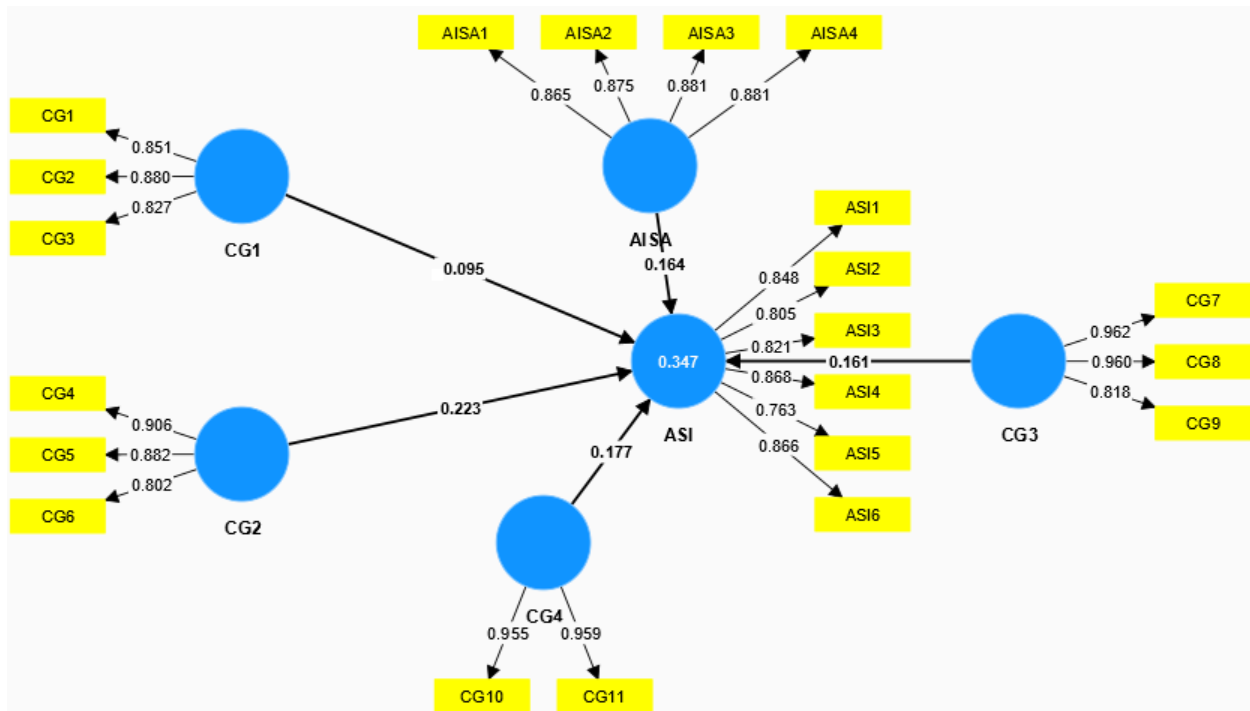 AISA1
AISA2
AISA3
AISA4
0.865
0.875
0.881
0.881
CG1
CG2
CG3
0.851
0.880
0.827
CG1
AISA
0.095
0.164
ASI1
ASI2
ASI3
ASI4
ASI5
ASI6
0.848
0.805
0.821
0.868
0.763
0.866
0.347
ASI
0.161
CG3
CG7
CG8
CG9
0.962
0.960
0.818
CG4
CG5
CG6
0.906
0.882
0.802
CG2
0.223
0.177
CG4
0.955
0.959
CG10
CG11